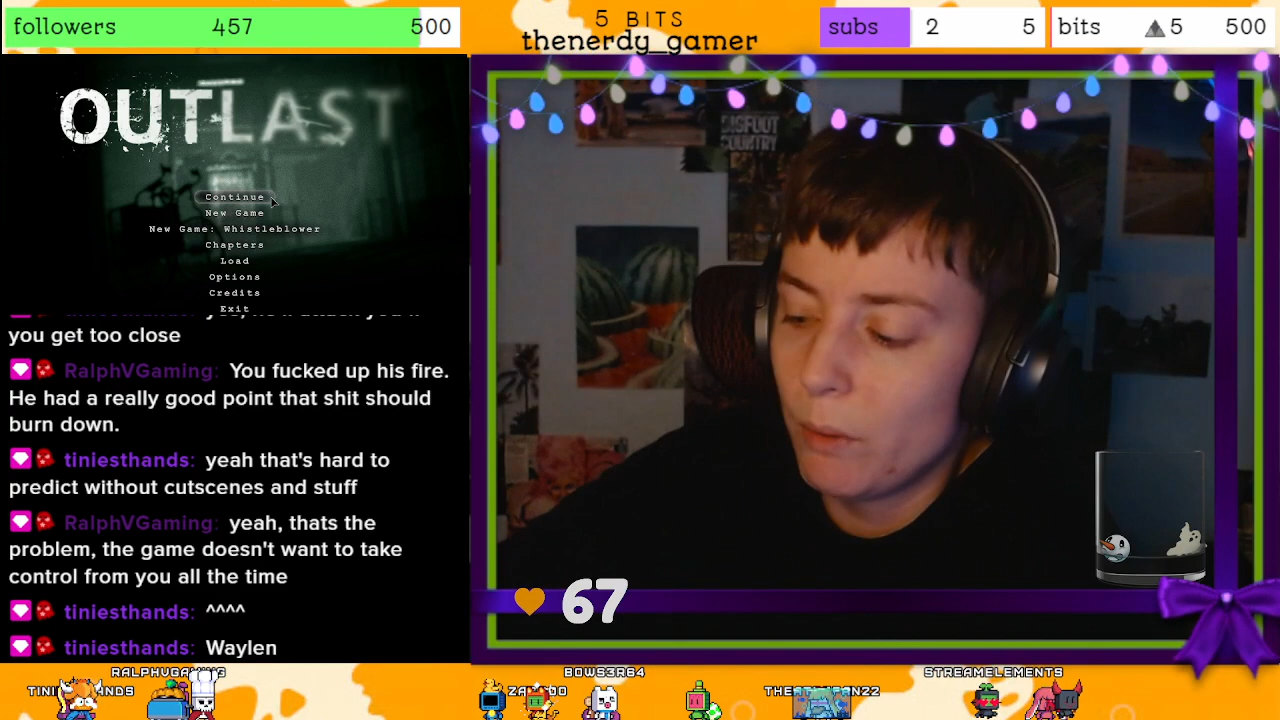 followers 457 500
5 BITS
thenerdy_gamer
subs 2 5
bits 5 500
OUTLAST
BIGFOOT
COUNTRY
Continue
New Game
New Game: Whistleblower
Chapters
Load
Options
Credits
Exit
you get too close
RalphVGaming: You fucked up his fire.
He had a really good point that shit should
burn down.
tiniesthands: yeah that's hard to
predict without cutscenes and stuff
RalphVGaming: yeah, thats the
problem, the game doesn't want to take
control from you all the time
tiniesthands: ^^^^
tiniesthands: Waylen
67
BOWS3R64
STREAMELEMENTS